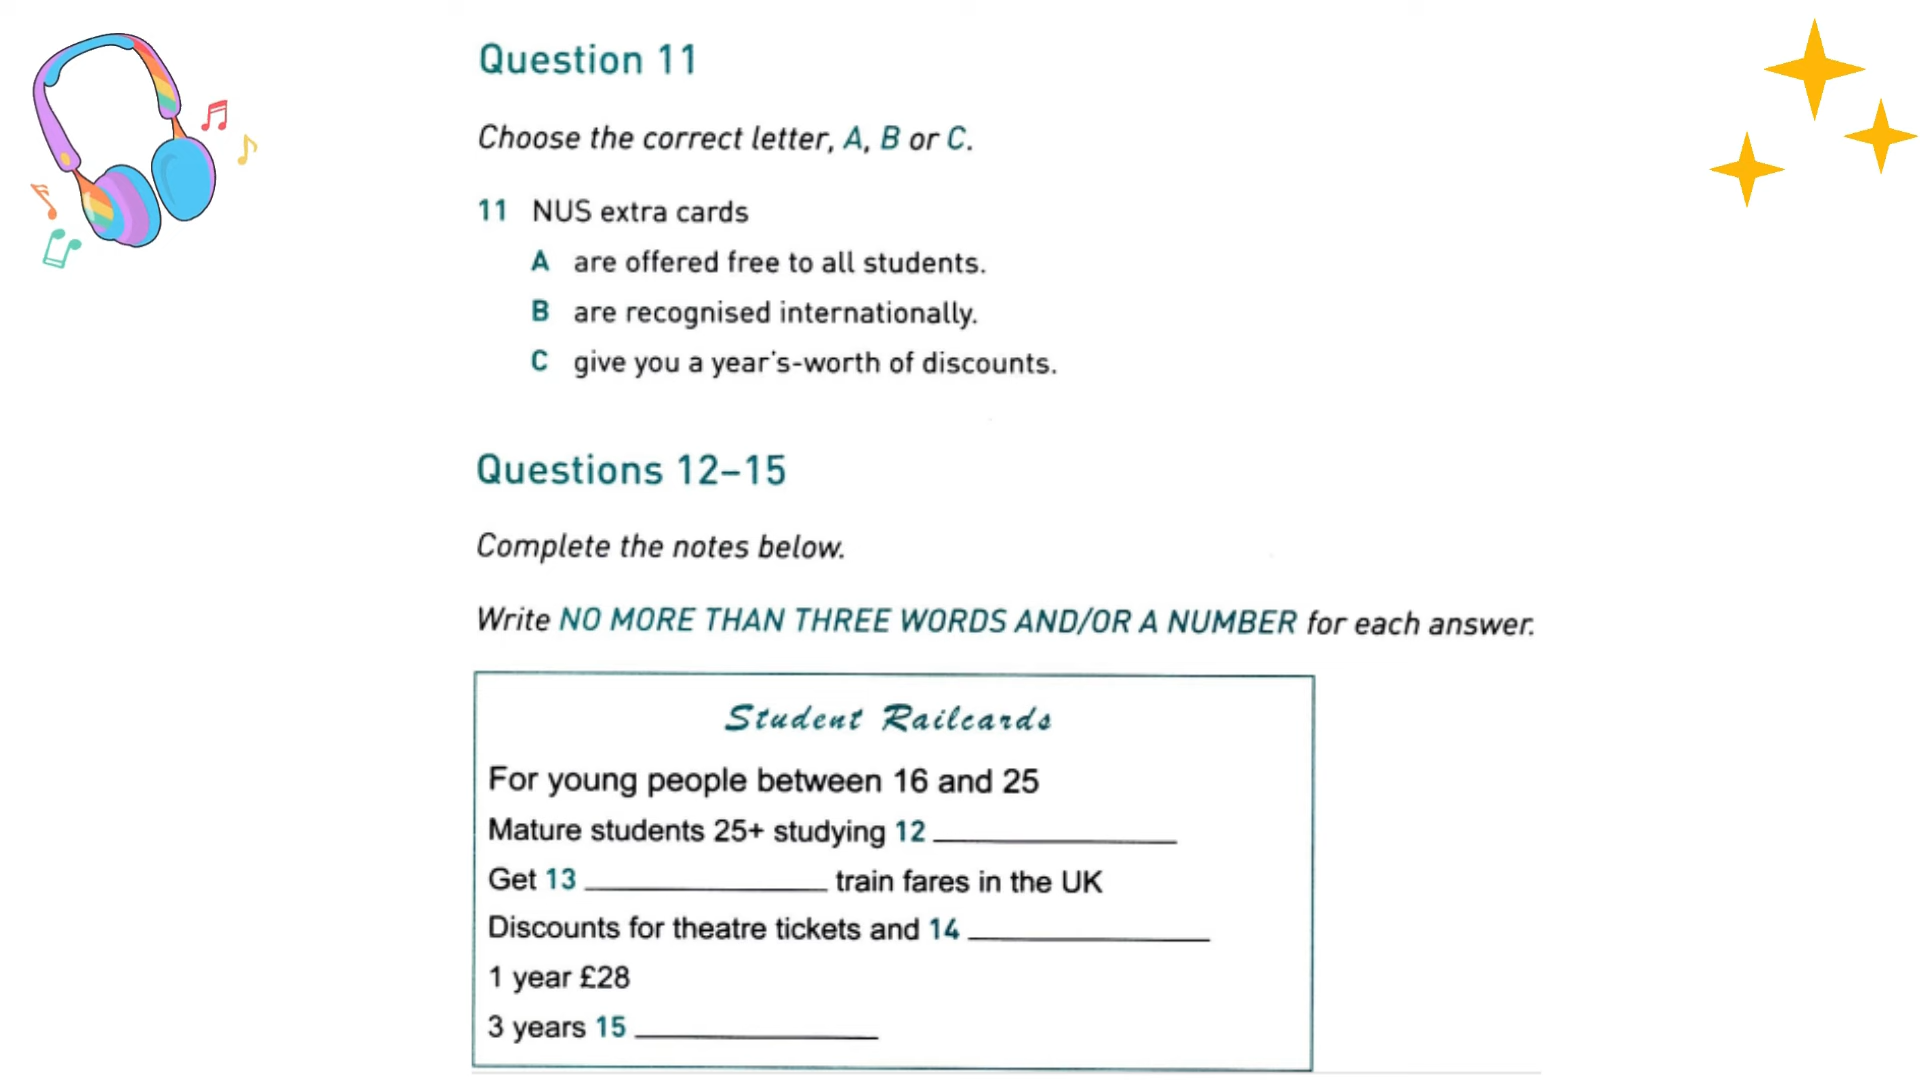 Question 11
Choose the correct letter, A, B or C.
11 NUS extra cards
A are offered free to all students.
B are recognised internationally.
C give you a year's-worth of discounts.
Questions 12–15
Complete the notes below.
Write NO MORE THAN THREE WORDS AND/OR A NUMBER for each answer.
Student Railcards
For young people between 16 and 25
Mature students 25+ studying 12 ____________
Get 13 ____________ train fares in the UK
Discounts for theatre tickets and 14 ____________
1 year £28
3 years 15 ____________